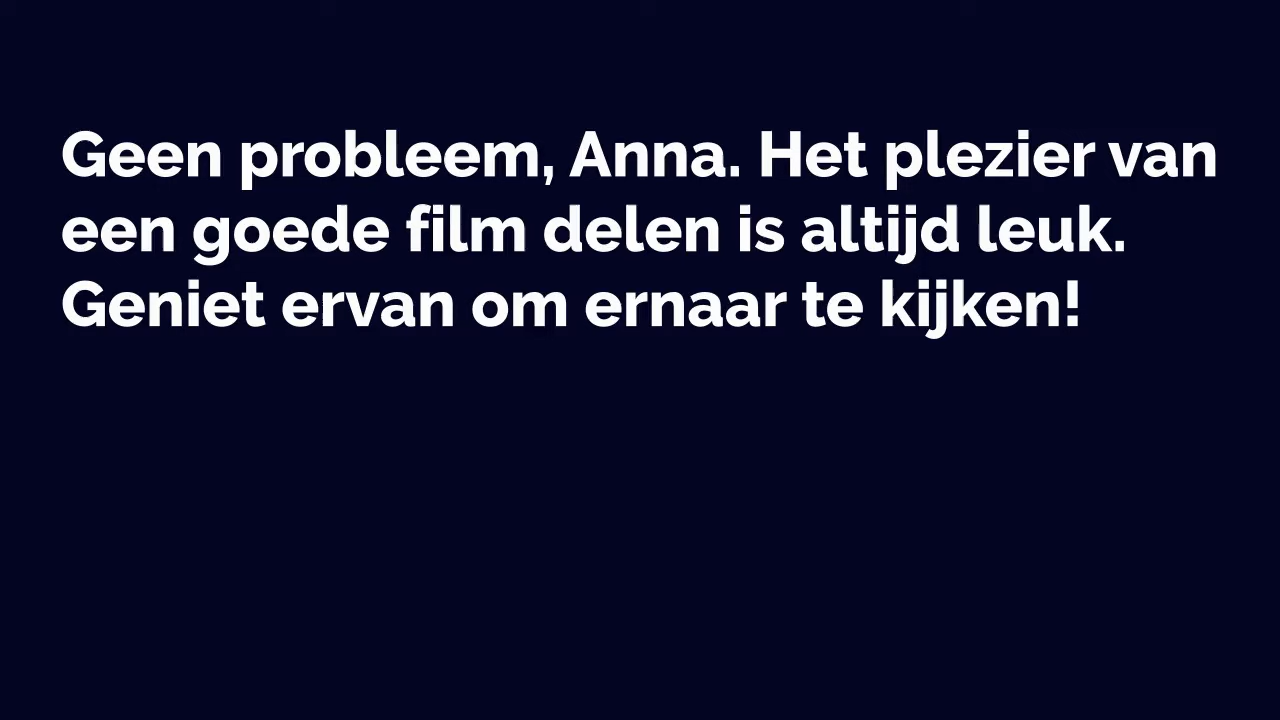 Geen probleem, Anna. Het plezier van
een goede film delen is altijd leuk.
Geniet ervan om ernaar te kijken!